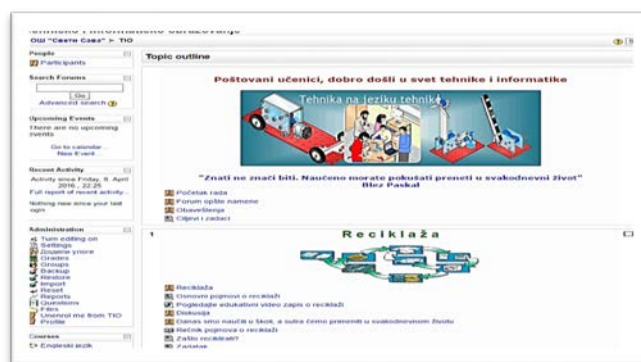 ОШ "Свети Сава" ► TIO
People
Participants
Search Forums
Go
Advanced search
Upcoming Events
There are no upcoming
events
Go to calendar...
New Event...
Recent Activity
Activity since Friday, 8. April
2016., 22:25
Full report of recent activity...
Nothing new since your last
login
Administration
Turn editing on
Settings
Доделите улоге
Grades
Groups
Backup
Restore
Import
Reset
Reports
Questions
Files
Unenrol me from TIO
Profile
Courses
Engleski jezik
Topic outline
Poštovani učenici, dobro došli u svet tehnike i informatike
Tehnika na jeziku tehnike
"Znati ne znači biti. Naučeno morate pokušati preneti u svakodnevni život"
Blez Paskal
Početak rada
Forum opšte namene
Obaveštenja
Ciljevi i zadaci
1
Reciklaža
Reciklaža
Osnovni pojmovi o reciklaži
Pogledajte edukativni video zapis o reciklaži
Diskusija
Danas smo naučili u školi, a sutra ćemo primeniti u svakodnevnom životu
Rečnik pojmova o reciklaži
Zašto reciklirati?
Zadatak